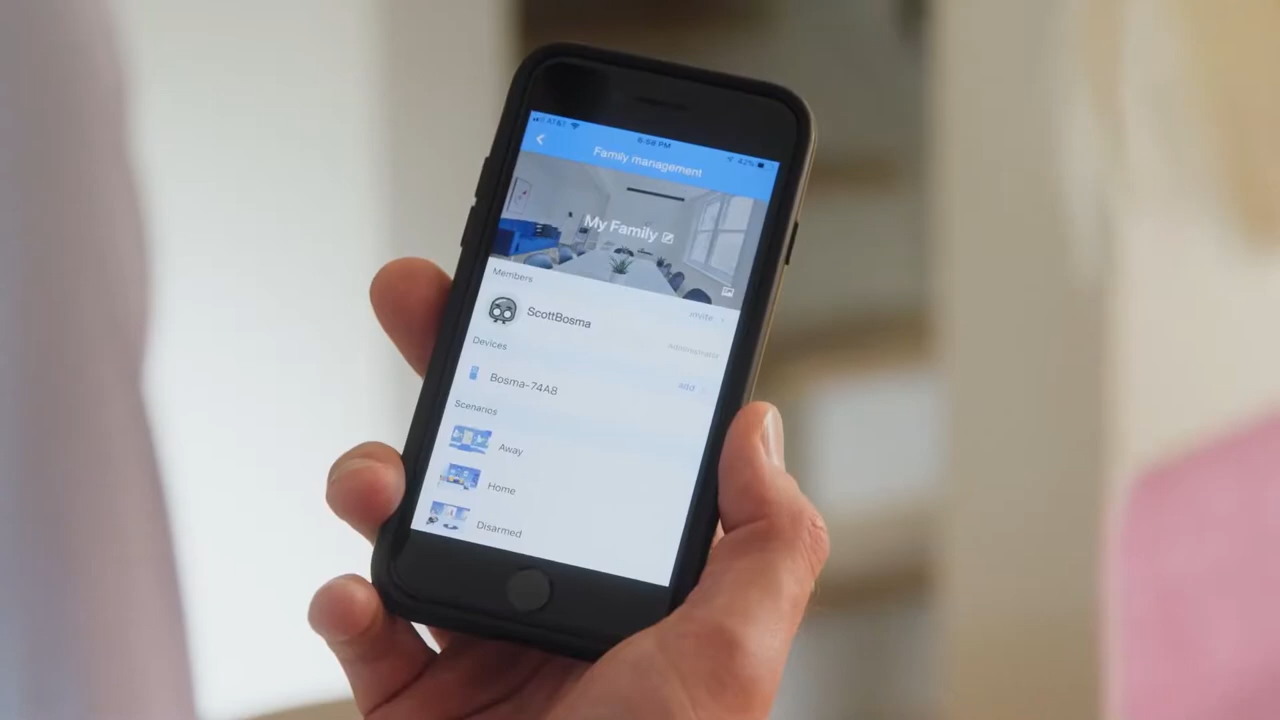 AT&T
6:58 PM
42%
Family management
My Family
Members
ScottBosma
invite
administrator
Devices
Bosma-74A8
add
Scenarios
Away
Home
Disarmed